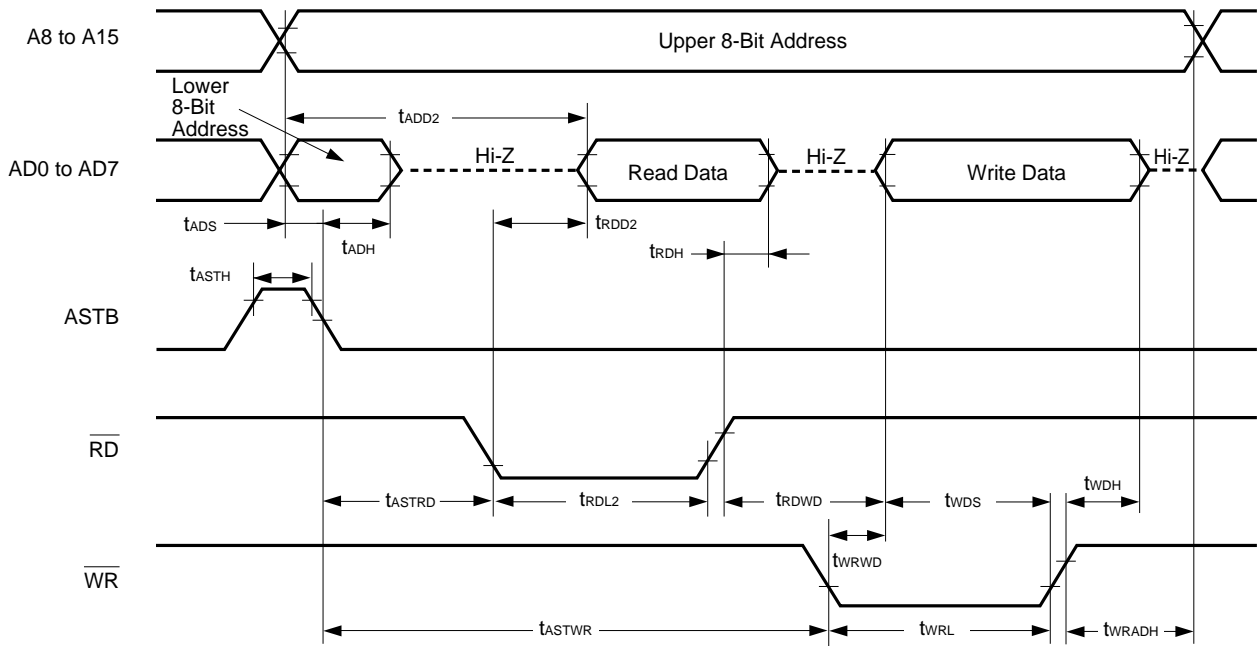 A8 to A15
Upper 8-Bit Address
Lower
8-Bit
Address
tADD2
AD0 to AD7
Hi-Z
Read Data
Hi-Z
Write Data
Hi-Z
tADS
tADH
tRDD2
tRDH
tASTH
ASTB
RD
tASTRD
tRDL2
tRDWD
tWDS
tWDH
tWRWD
WR
tASTWR
tWRL
tWRADH